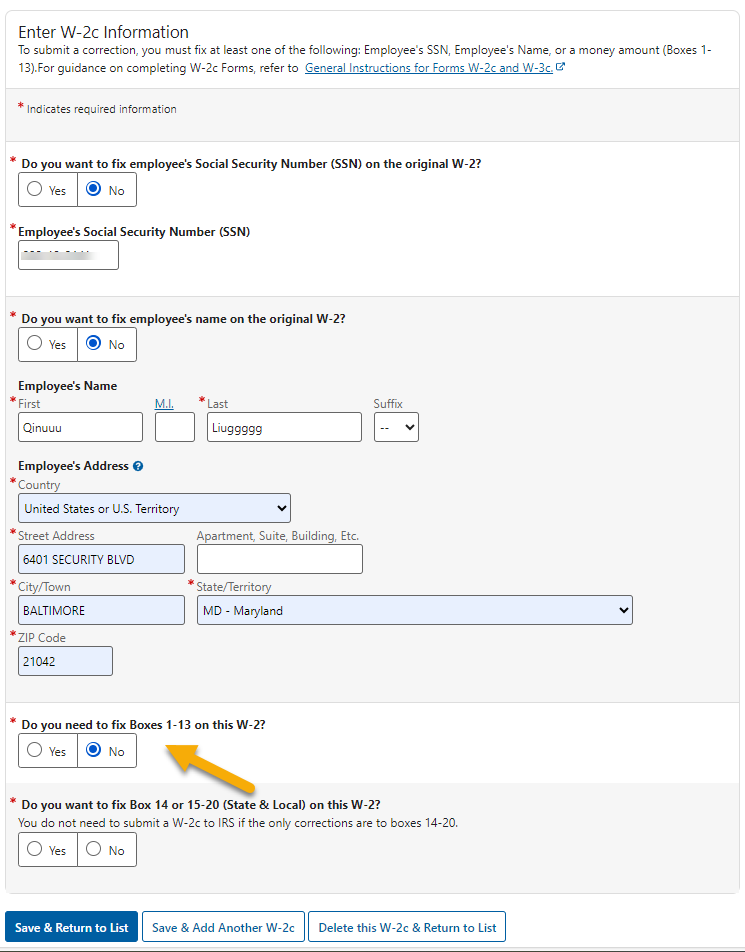 Enter W-2c Information
To submit a correction, you must fix at least one of the following: Employee's SSN, Employee's Name, or a money amount (Boxes 1-
13).For guidance on completing W-2c Forms, refer to General Instructions for Forms W-2c and W-3c.
* Indicates required information
* Do you want to fix employee's Social Security Number (SSN) on the original W-2?
Yes No
*Employee's Social Security Number (SSN)
* Do you want to fix employee's name on the original W-2?
Yes No
Employee's Name
*First M.I. *Last Suffix
Qinuuu Liuggggg --
Employee's Address ?
*Country
United States or U.S. Territory
*Street Address Apartment, Suite, Building, Etc.
6401 SECURITY BLVD
*City/Town *State/Territory
BALTIMORE MD - Maryland
*ZIP Code
21042
* Do you need to fix Boxes 1-13 on this W-2?
Yes No
* Do you want to fix Box 14 or 15-20 (State & Local) on this W-2?
You do not need to submit a W-2c to IRS if the only corrections are to boxes 14-20.
Yes No
Save & Return to List Save & Add Another W-2c Delete this W-2c & Return to List